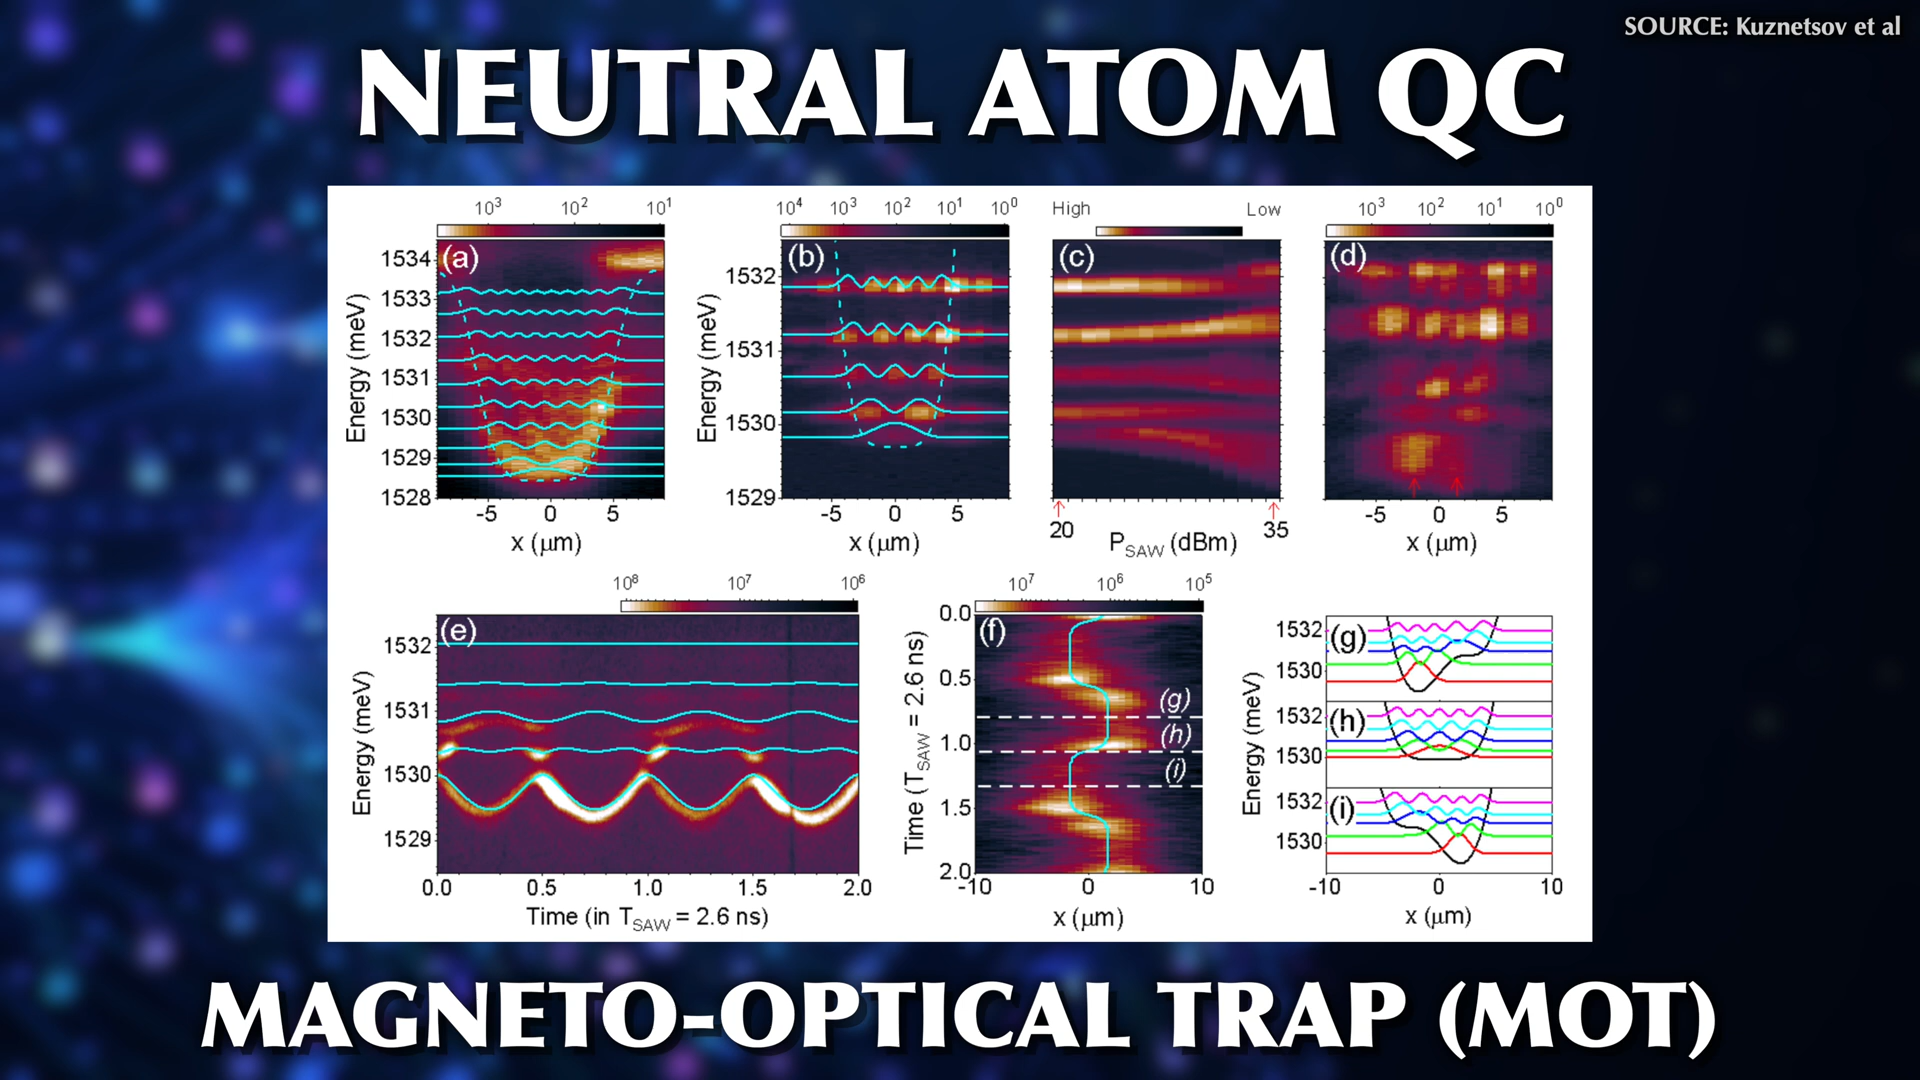 SOURCE: Kuznetsov et al
NEUTRAL ATOM QC
10³ 10² 10¹
10⁴ 10³ 10² 10¹ 10⁰
High Low
10³ 10² 10¹ 10⁰
(a)
(b)
(c)
(d)
Energy (meV)
1534
1533
1532
1531
1530
1529
1528
-5 0 5
x (μm)
Energy (meV)
1532
1531
1530
1529
-5 0 5
x (μm)
20 35
P_SAW (dBm)
-5 0 5
x (μm)
10⁸ 10⁷ 10⁶
(e)
Energy (meV)
1532
1531
1530
1529
0.0 0.5 1.0 1.5 2.0
Time (in T_SAW = 2.6 ns)
10⁷ 10⁶ 10⁵
(f)
Time (T_SAW = 2.6 ns)
0.0
0.5
1.0
1.5
2.0
(g)
(h)
(i)
-10 0 10
x (μm)
Energy (meV)
1532 (g)
1530
1532 (h)
1530
1532 (i)
1530
-10 0 10
x (μm)
MAGNETO-OPTICAL TRAP (MOT)